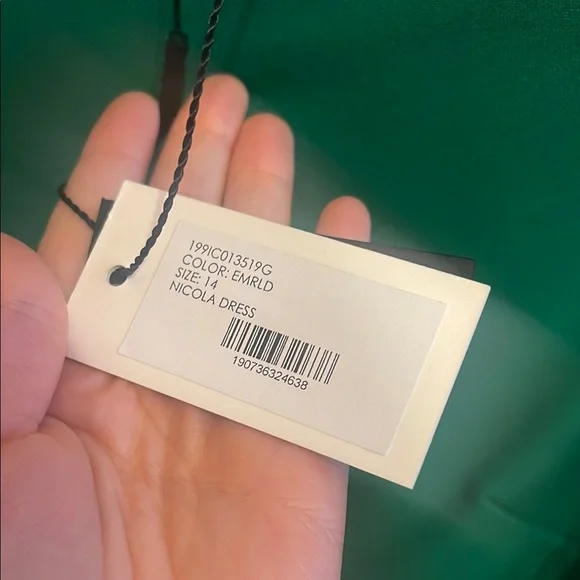 199IC013519G
COLOR: EMRLD
SIZE: 14
NICOLA DRESS
190736324638